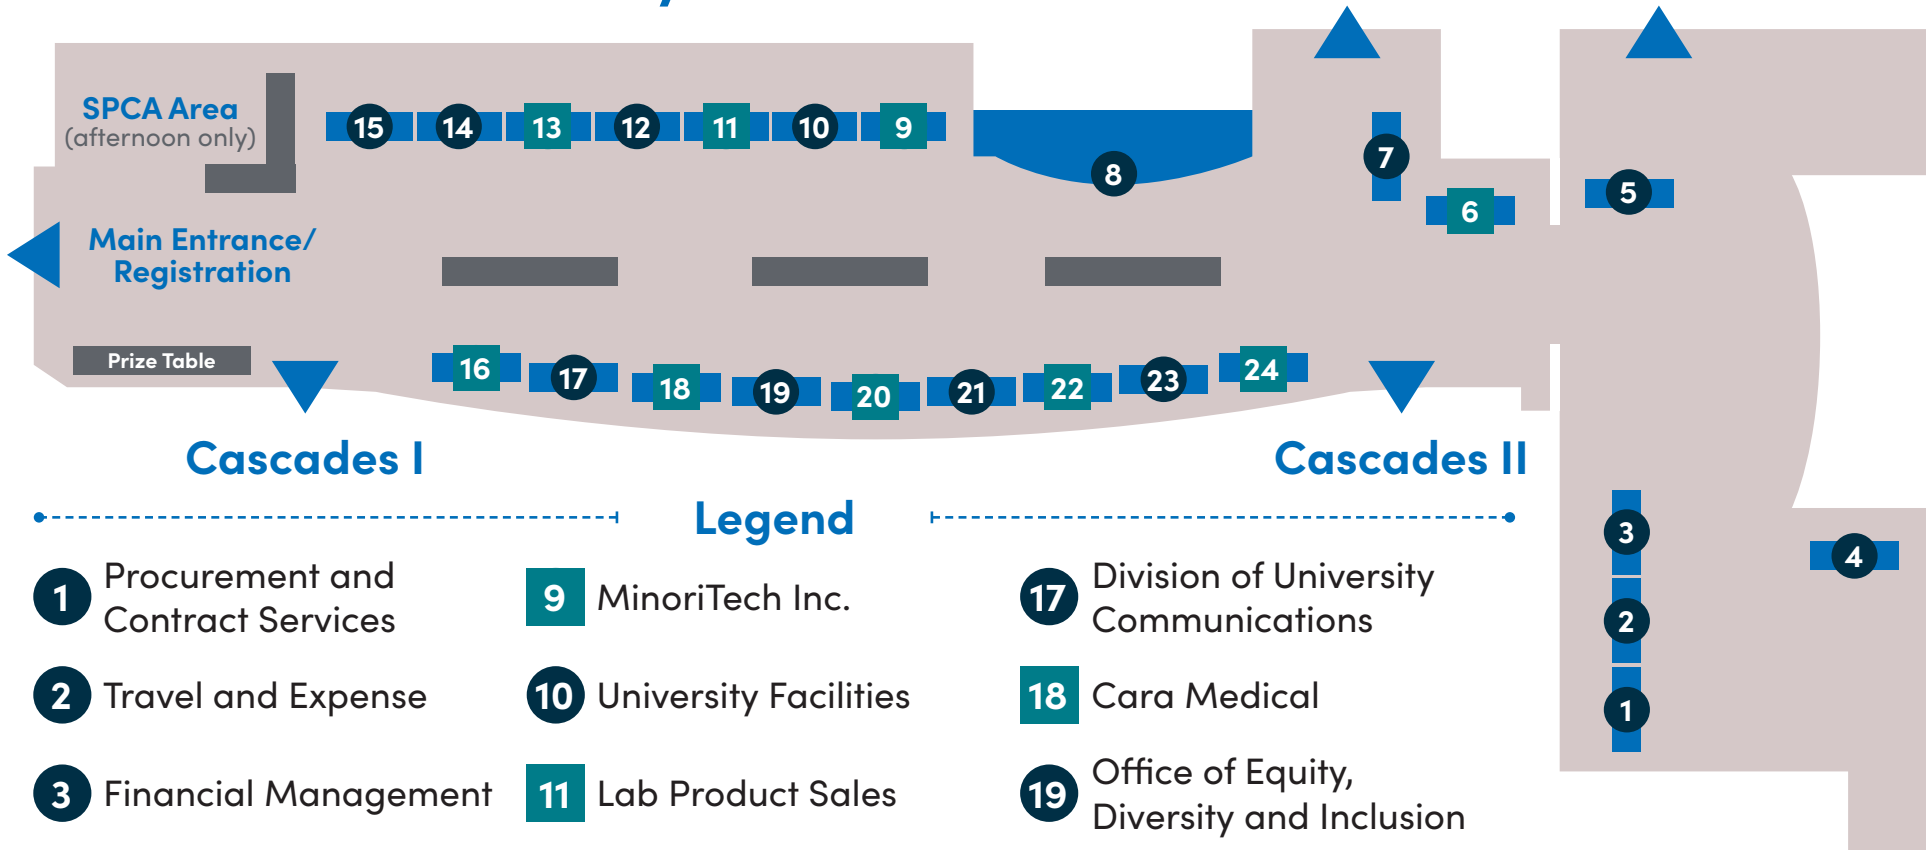 SPCA Area
(afternoon only)
15 14 13 12 11 10 9
8
7
6
5
Main Entrance/
Registration
Prize Table
16 17 18 19 20 21 22 23 24
Cascades I
Cascades II
3
4
2
1
Legend
1 Procurement and
Contract Services
2 Travel and Expense
3 Financial Management
9 MinoriTech Inc.
10 University Facilities
11 Lab Product Sales
17 Division of University
Communications
18 Cara Medical
19 Office of Equity,
Diversity and Inclusion